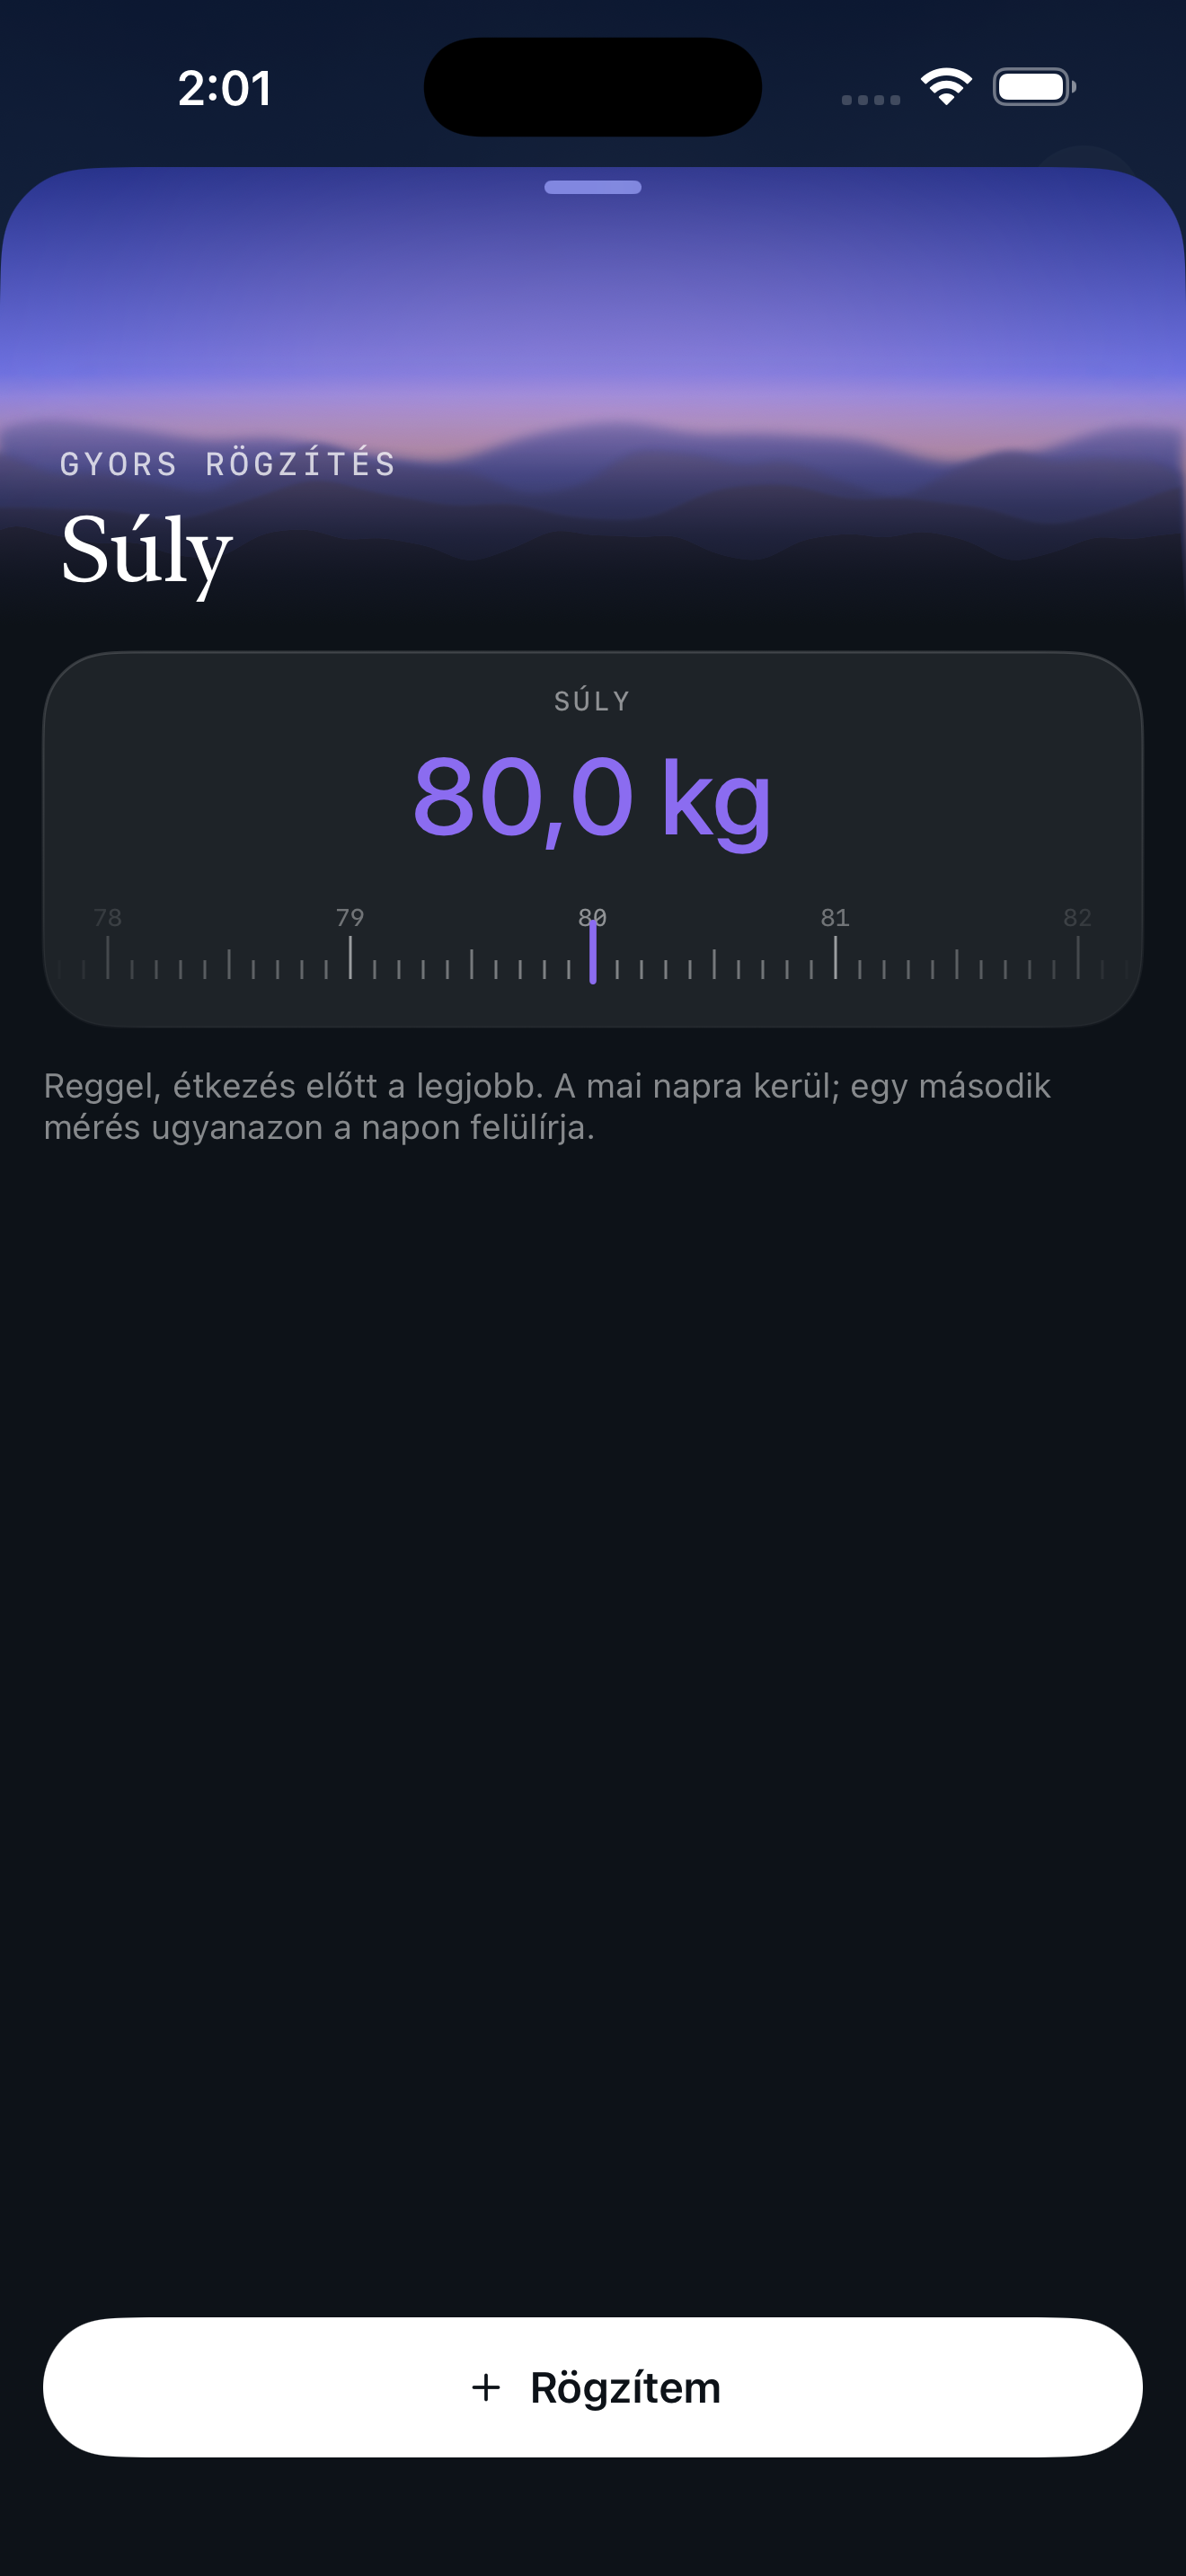 2:01
GYORS RÖGZÍTÉS
Súly
SÚLY
80,0 kg
78 79 80 81 82
Reggel, étkezés előtt a legjobb. A mai napra kerül; egy második
mérés ugyanazon a napon felülírja.
+ Rögzítem